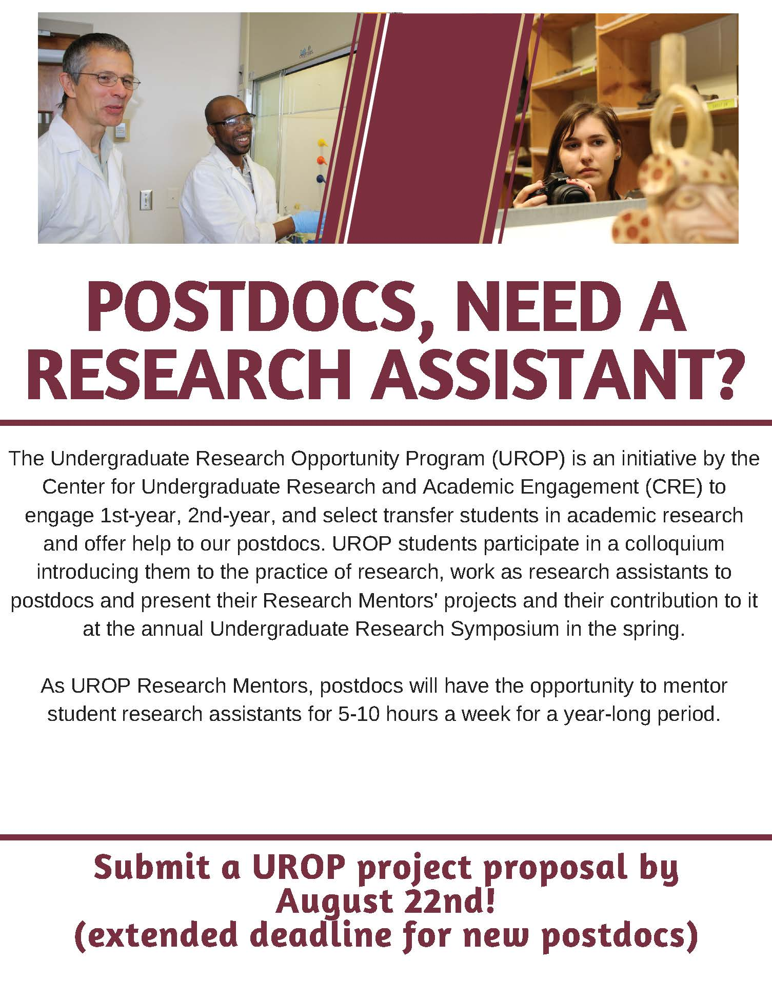 POSTDOCS, NEED A
RESEARCH ASSISTANT?
The Undergraduate Research Opportunity Program (UROP) is an initiative by the
Center for Undergraduate Research and Academic Engagement (CRE) to
engage 1st-year, 2nd-year, and select transfer students in academic research
and offer help to our postdocs. UROP students participate in a colloquium
introducing them to the practice of research, work as research assistants to
postdocs and present their Research Mentors' projects and their contribution to it
at the annual Undergraduate Research Symposium in the spring.
As UROP Research Mentors, postdocs will have the opportunity to mentor
student research assistants for 5-10 hours a week for a year-long period.
Submit a UROP project proposal by
August 22nd!
(extended deadline for new postdocs)